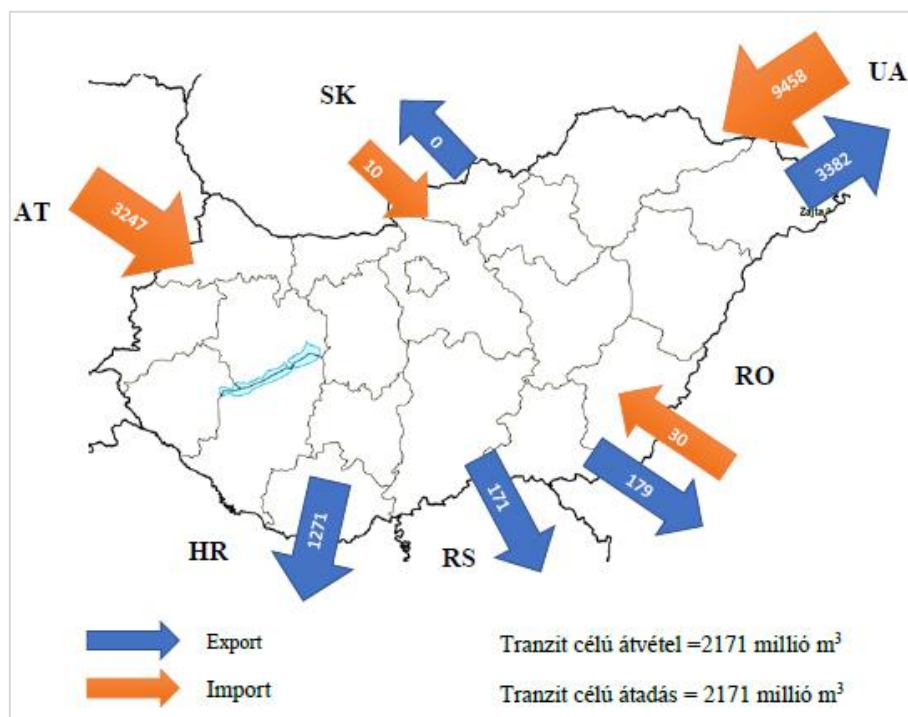 UA
9458
SK
0
3382
10
Zajta
AT
3247
RO
30
179
171
1271
HR
RS
Export
Tranzit célú átvétel =2171 millió m³
Import
Tranzit célú átadás = 2171 millió m³